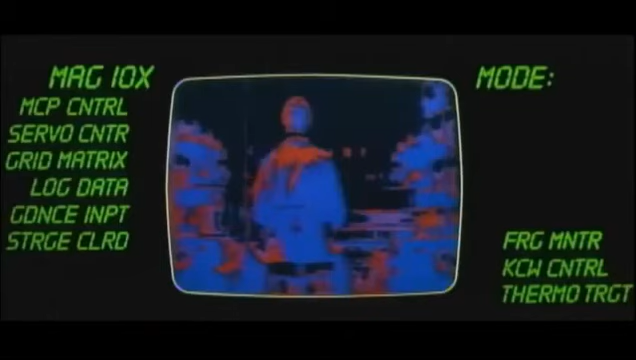 MAG 10X
MCP CNTRL
SERVO CNTR
GRID MATRIX
LOG DATA
GDNCE INPT
STRGE CLRD
MODE:
FRG MNTR
KCW CNTRL
THERMO TRGT